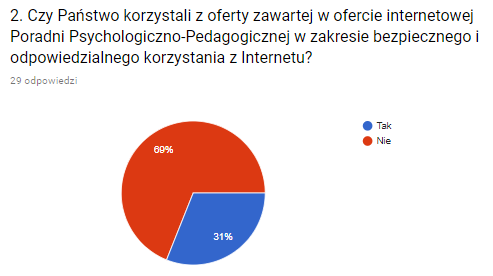 2. Czy Państwo korzystali z oferty zawartej w ofercie internetowej
Poradni Psychologiczno-Pedagogicznej w zakresie bezpiecznego i
odpowiedzialnego korzystania z Internetu?
29 odpowiedzi
Tak
Nie
69%
31%